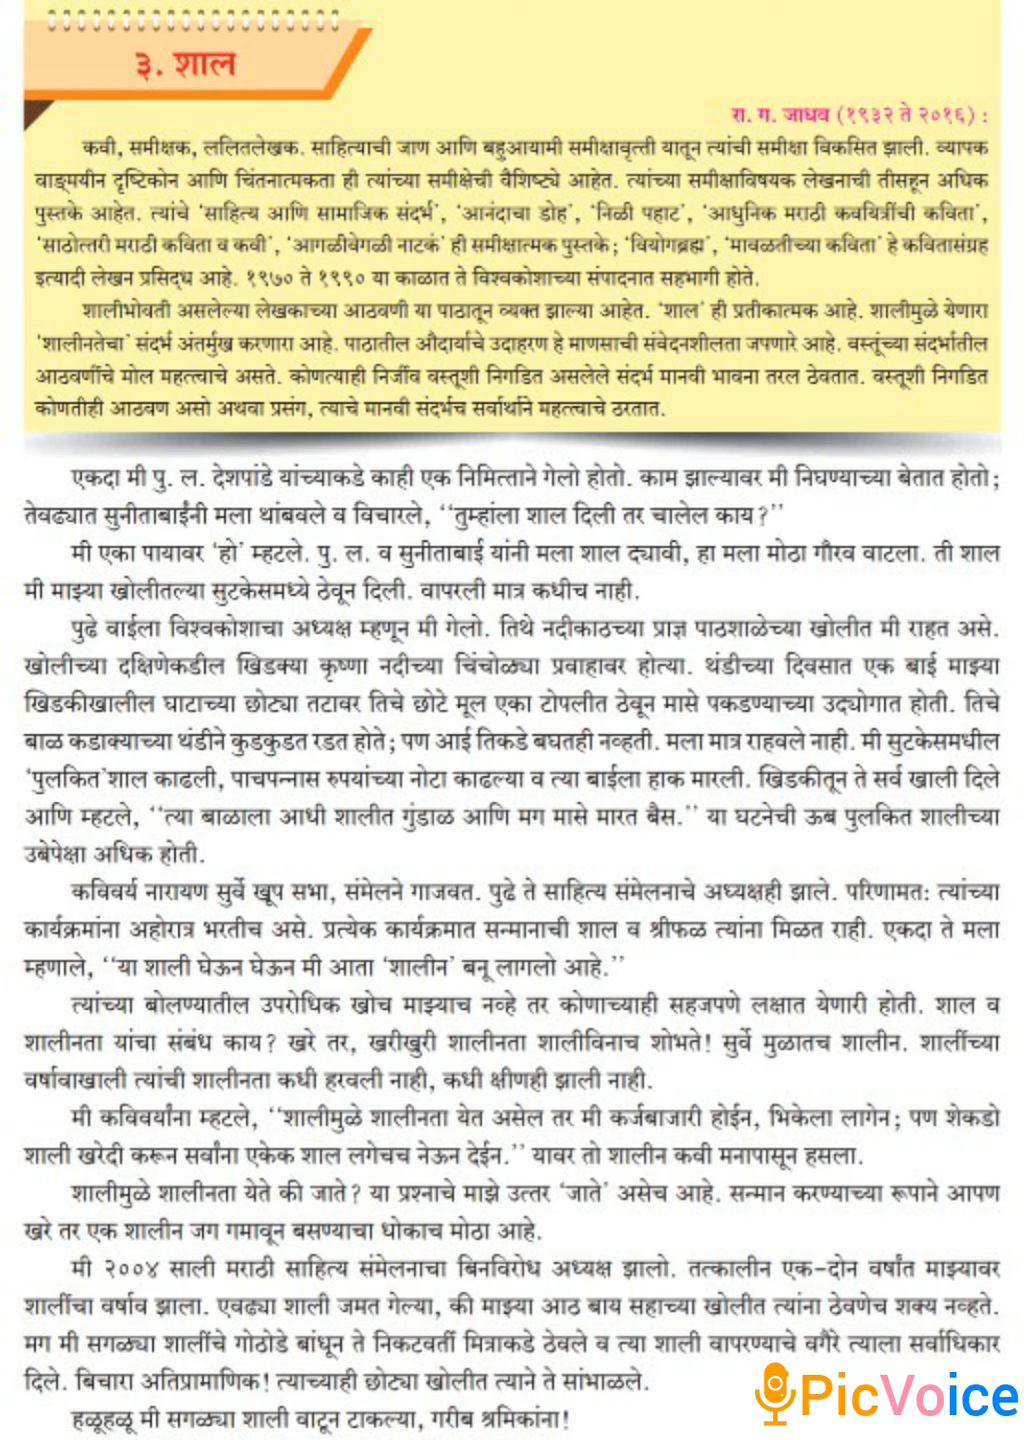 ३. शाल
रा. ग. जाधव (१९३२ ते २०१६) :
कवी, समीक्षक, ललितलेखक. साहित्याची जाण आणि बहुआयामी समीक्षावृत्ती यातून त्यांची समीक्षा विकसित झाली. व्यापक
वाङ्मयीन दृष्टिकोन आणि चिंतनात्मकता ही त्यांच्या समीक्षेची वैशिष्ट्ये आहेत. त्यांच्या समीक्षाविषयक लेखनाची तीसहून अधिक
पुस्तके आहेत. त्यांचे ‘साहित्य आणि सामाजिक संदर्भ’, ‘आनंदाचा डोह’, ‘निळी पहाट’, ‘आधुनिक मराठी कवयित्रींची कविता’,
‘साठोत्तरी मराठी कविता व कवी’, ‘आगळीवेगळी नाटकं’ ही समीक्षात्मक पुस्तके; ‘वियोगब्रह्म’, ‘मावळतीच्या कविता’ हे कवितासंग्रह
इत्यादी लेखन प्रसिद्ध आहे. १९७० ते १९९० या काळात ते विश्वकोशाच्या संपादनात सहभागी होते.
शालीभोवती असलेल्या लेखकाच्या आठवणी या पाठातून व्यक्त झाल्या आहेत. ‘शाल’ ही प्रतीकात्मक आहे. शालीमुळे येणारा
‘शालीनतेचा’ संदर्भ अंतर्मुख करणारा आहे. पाठातील औदार्याचे उदाहरण हे माणसाची संवेदनशीलता जपणारे आहे. वस्तूंच्या संदर्भातील
आठवणींचे मोल महत्त्वाचे असते. कोणत्याही निर्जीव वस्तूशी निगडित असलेले संदर्भ मानवी भावना तरल ठेवतात. वस्तूशी निगडित
कोणतीही आठवण असो अथवा प्रसंग, त्याचे मानवी संदर्भच सर्वार्थाने महत्त्वाचे ठरतात.
एकदा मी पु. ल. देशपांडे यांच्याकडे काही एक निमित्ताने गेलो होतो. काम झाल्यावर मी निघण्याच्या बेतात होतो;
तेवढ्यात सुनीताबाईंनी मला थांबवले व विचारले, ‘‘तुम्हांला शाल दिली तर चालेल काय?’’
मी एका पायावर ‘हो’ म्हटले. पु. ल. व सुनीताबाई यांनी मला शाल द्यावी, हा मला मोठा गौरव वाटला. ती शाल
मी माझ्या खोलीतल्या सुटकेसमध्ये ठेवून दिली. वापरली मात्र कधीच नाही.
पुढे वाईला विश्वकोशाचा अध्यक्ष म्हणून मी गेलो. तिथे नदीकाठच्या प्राज्ञ पाठशाळेच्या खोलीत मी राहत असे.
खोलीच्या दक्षिणेकडील खिडक्या कृष्णा नदीच्या चिंचोळ्या प्रवाहावर होत्या. थंडीच्या दिवसात एक बाई माझ्या
खिडकीखालील घाटाच्या छोट्या तटावर तिचे छोटे मूल एका टोपलीत ठेवून मासे पकडण्याच्या उद्योगात होती. तिचे
बाळ कडाक्याच्या थंडीने कुडकुडत रडत होते; पण आई तिकडे बघतही नव्हती. मला मात्र राहवले नाही. मी सुटकेसमधील
‘पुलकित’शाल काढली, पाचपन्नास रुपयांच्या नोटा काढल्या व त्या बाईला हाक मारली. खिडकीतून ते सर्व खाली दिले
आणि म्हटले, ‘‘त्या बाळाला आधी शालीत गुंडाळ आणि मग मासे मारत बैस.’’ या घटनेची ऊब पुलकित शालीच्या
उबेपेक्षा अधिक होती.
कविवर्य नारायण सुर्वे खूप सभा, संमेलने गाजवत. पुढे ते साहित्य संमेलनाचे अध्यक्षही झाले. परिणामत: त्यांच्या
कार्यक्रमांना अहोरात्र भरतीच असे. प्रत्येक कार्यक्रमात सन्मानाची शाल व श्रीफळ त्यांना मिळत राही. एकदा ते मला
म्हणाले, ‘‘या शाली घेऊन घेऊन मी आता ‘शालीन’ बनू लागलो आहे.’’
त्यांच्या बोलण्यातील उपरोधिक खोच माझ्याच नव्हे तर कोणाच्याही सहजपणे लक्षात येणारी होती. शाल व
शालीनता यांचा संबंध काय? खरे तर, खरीखुरी शालीनता शालीविनाच शोभते! सुर्वे मुळातच शालीन. शालींच्या
वर्षावाखाली त्यांची शालीनता कधी हरवली नाही, कधी क्षीणही झाली नाही.
मी कविवर्यांना म्हटले, ‘‘शालीमुळे शालीनता येत असेल तर मी कर्जबाजारी होईन, भिकेला लागेन; पण शेकडो
शाली खरेदी करून सर्वांना एकेक शाल लगेचच नेऊन देईन.’’ यावर तो शालीन कवी मनापासून हसला.
शालीमुळे शालीनता येते की जाते? या प्रश्नाचे माझे उत्तर ‘जाते’ असेच आहे. सन्मान करण्याच्या रूपाने आपण
खरे तर एक शालीन जग गमावून बसण्याचा धोकाच मोठा आहे.
मी २००४ साली मराठी साहित्य संमेलनाचा बिनविरोध अध्यक्ष झालो. तत्कालीन एक-दोन वर्षांत माझ्यावर
शालींचा वर्षाव झाला. एवढ्या शाली जमत गेल्या, की माझ्या आठ बाय सहाच्या खोलीत त्यांना ठेवणेच शक्य नव्हते.
मग मी सगळ्या शालींचे गोठोडे बांधून ते निकटवर्ती मित्राकडे ठेवले व त्या शाली वापरण्याचे वगैरे त्याला सर्वाधिकार
दिले. बिचारा अतिप्रामाणिक! त्याच्याही छोट्या खोलीत त्याने ते सांभाळले.
हळूहळू मी सगळ्या शाली वाटून टाकल्या, गरीब श्रमिकांना!
PicVoice